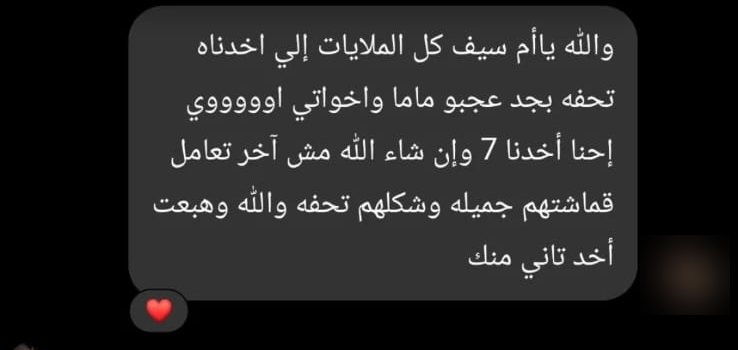 والله ياأم سيف كل الملايات إلي اخدناه
تحفه بجد عجبو ماما واخواتي اوووووي
إحنا أخدنا 7 وإن شاء الله مش آخر تعامل
قماشتهم جميله وشكلهم تحفه والله وهبعت
أخد تاني منك